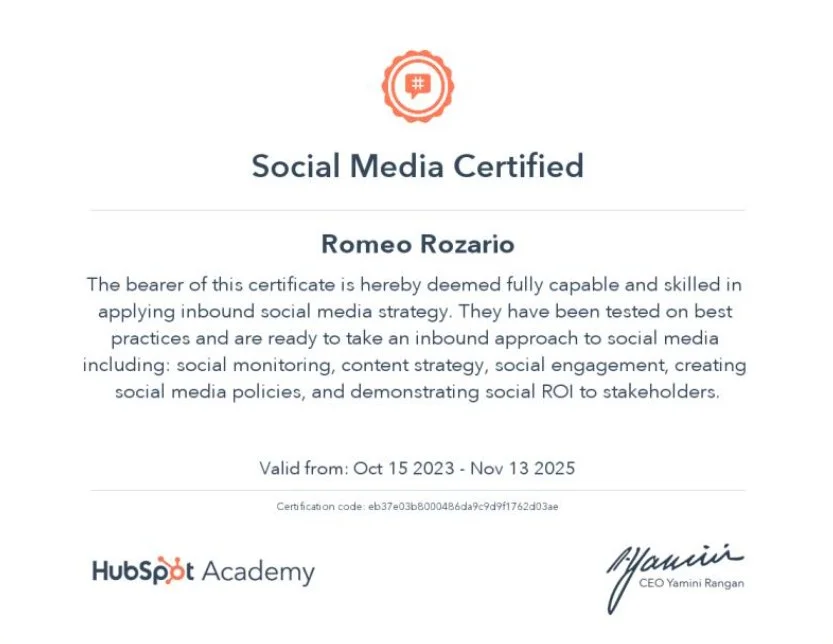 #
Social Media Certified
Romeo Rozario
The bearer of this certificate is hereby deemed fully capable and skilled in
applying inbound social media strategy. They have been tested on best
practices and are ready to take an inbound approach to social media
including: social monitoring, content strategy, social engagement, creating
social media policies, and demonstrating social ROI to stakeholders.
Valid from: Oct 15 2023 - Nov 13 2025
Certification code: eb37e03b8000486da9c9d9f1762d03ae
HubSpot Academy
CEO Yamini Rangan